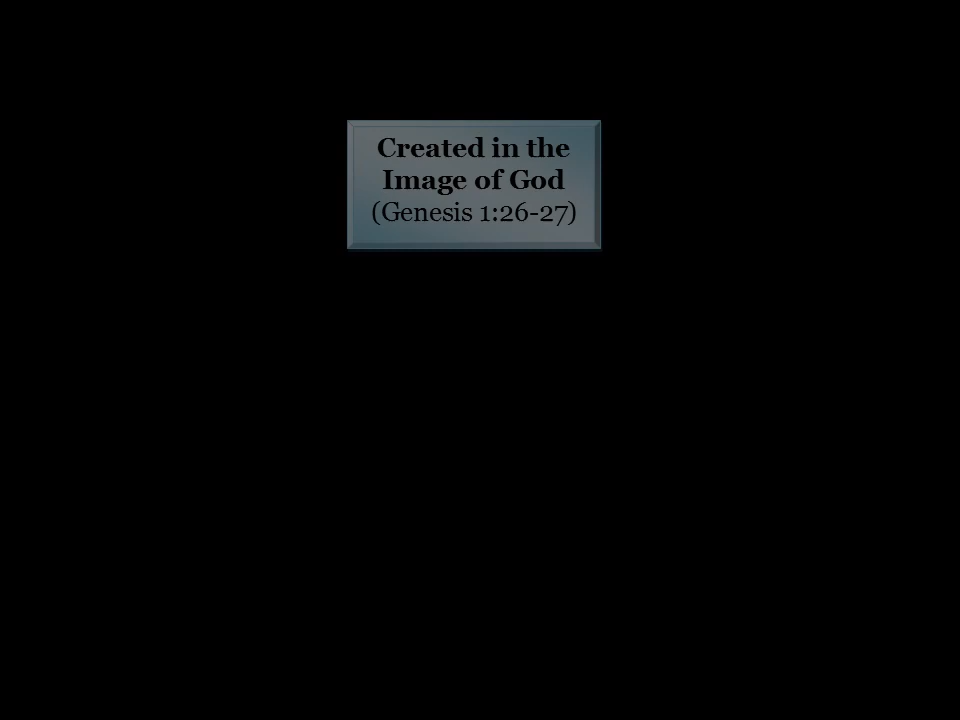 Created in the
Image of God
(Genesis 1:26-27)